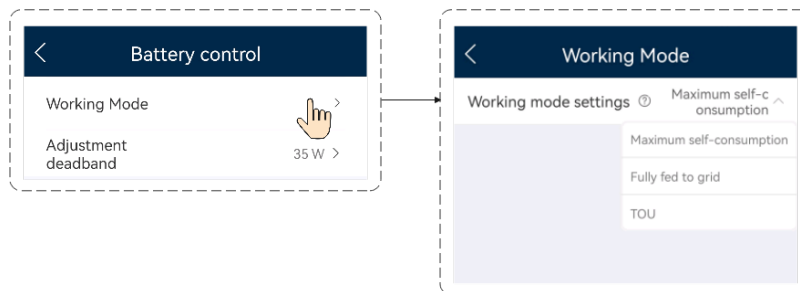 Battery control
Working Mode
Adjustment
deadband
35 W
Working Mode
Working mode settings
Maximum self-c
onsumption
Maximum self-consumption
Fully fed to grid
TOU